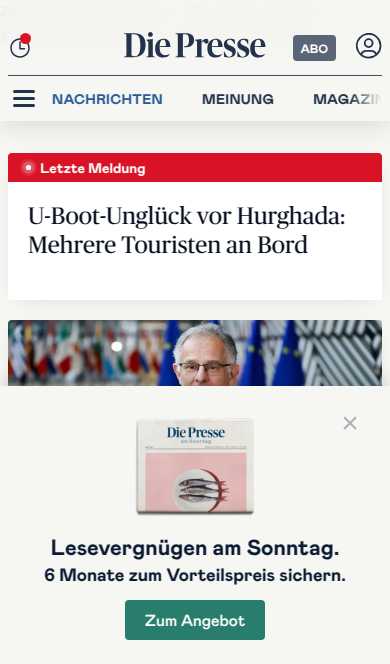 Die Presse
ABO
NACHRICHTEN MEINUNG MAGAZIN
Letzte Meldung
U-Boot-Unglück vor Hurghada:
Mehrere Touristen an Bord
Die Presse
am Sonntag
Lesevergnügen am Sonntag.
6 Monate zum Vorteilspreis sichern.
Zum Angebot